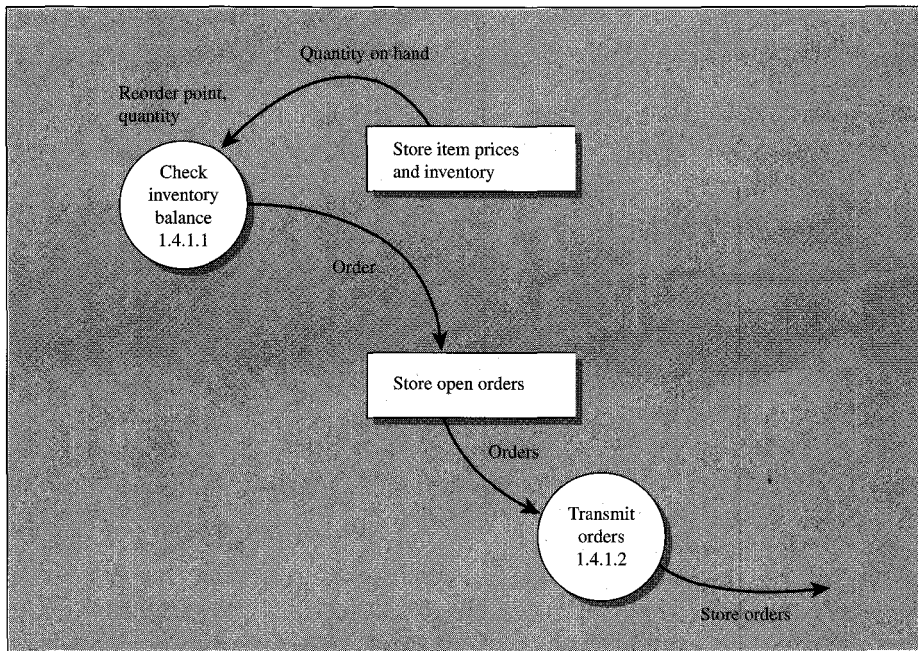 Quantity on hand
Reorder point,
quantity
Store item prices
and inventory
Check
inventory
balance
1.4.1.1
Order
Store open orders
Orders
Transmit
orders
1.4.1.2
Store orders